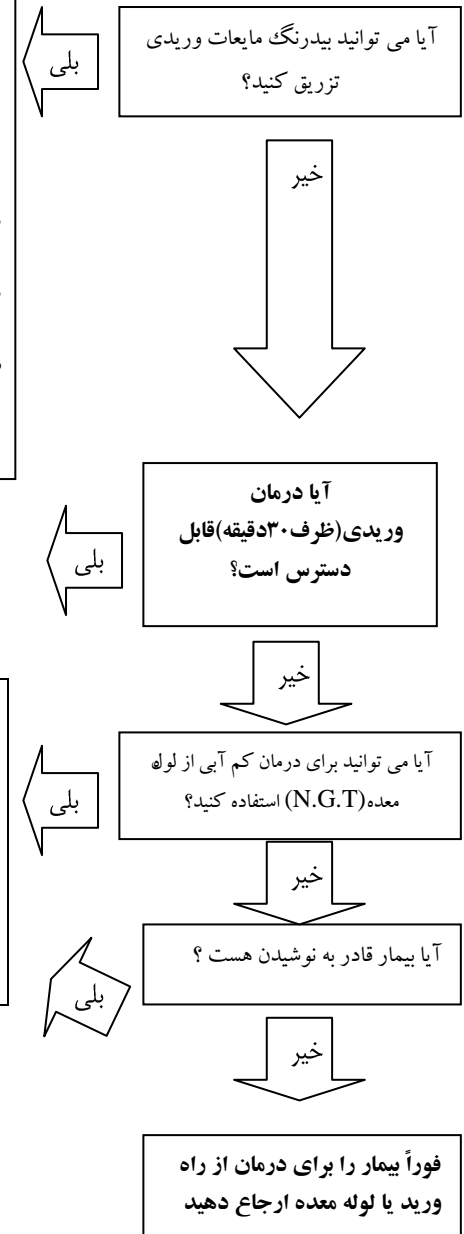 آیا می توانید بیدرنگ مایعات وریدی
تزریق کنید؟
بلی
خیر
آیا درمان
وریدی(ظرف۳۰دقیقه)قابل
دسترس است؟
بلی
خیر
آیا می توانید برای درمان کم آبی از لوله
معده(N.G.T) استفاده کنید؟
بلی
خیر
آیا بیمار قادر به نوشیدن هست ؟
بلی
خیر
فوراً بیمار را برای درمان از راه
ورید یا لوله معده ارجاع دهید